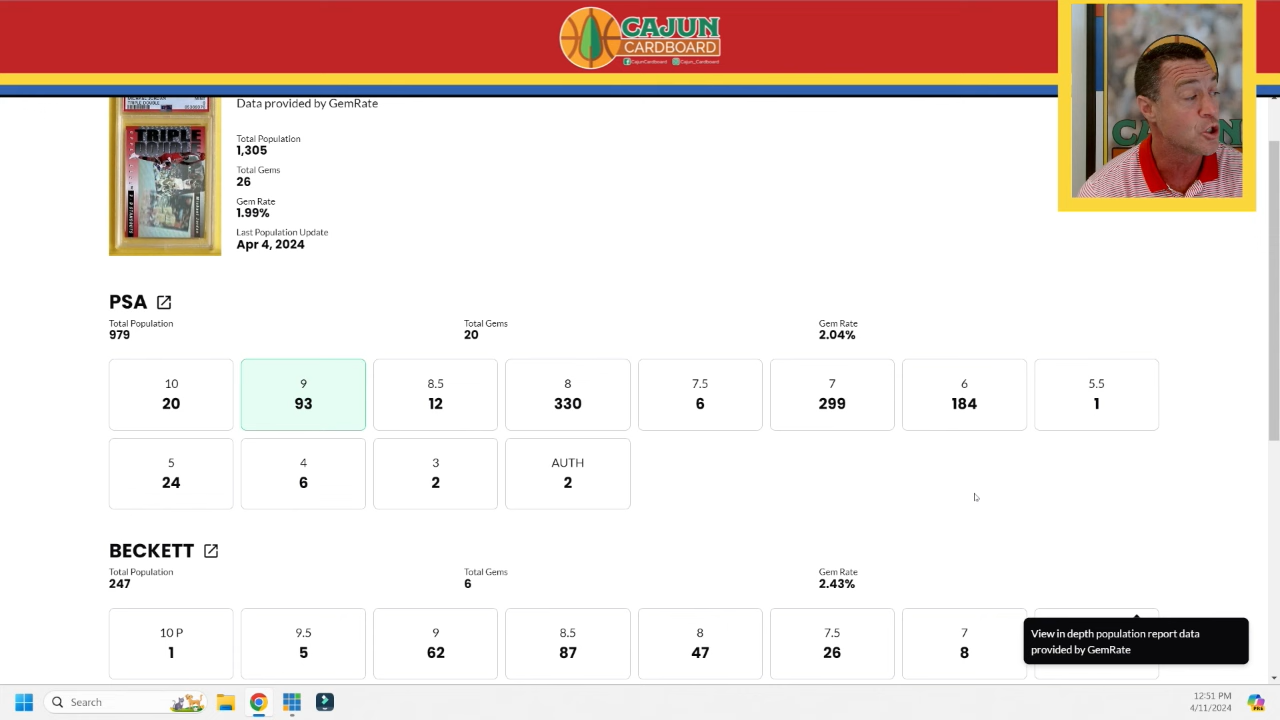 CAJUN
CARDBOARD
CajunCardboard Cajun_Cardboard
Data provided by GemRate
TRIPLE
DOUBLE
Total Population
1,305
Total Gems
26
Gem Rate
1.99%
Last Population Update
Apr 4, 2024
PSA
Total Population
979
Total Gems
20
Gem Rate
2.04%
10
20
9
93
8.5
12
8
330
7.5
6
7
299
6
184
5.5
1
5
24
4
6
3
2
AUTH
2
BECKETT
Total Population
247
Total Gems
6
Gem Rate
2.43%
10 P
1
9.5
5
9
62
8.5
87
8
47
7.5
26
7
8
View in depth population report data
provided by GemRate
Search
12:51 PM
4/11/2024